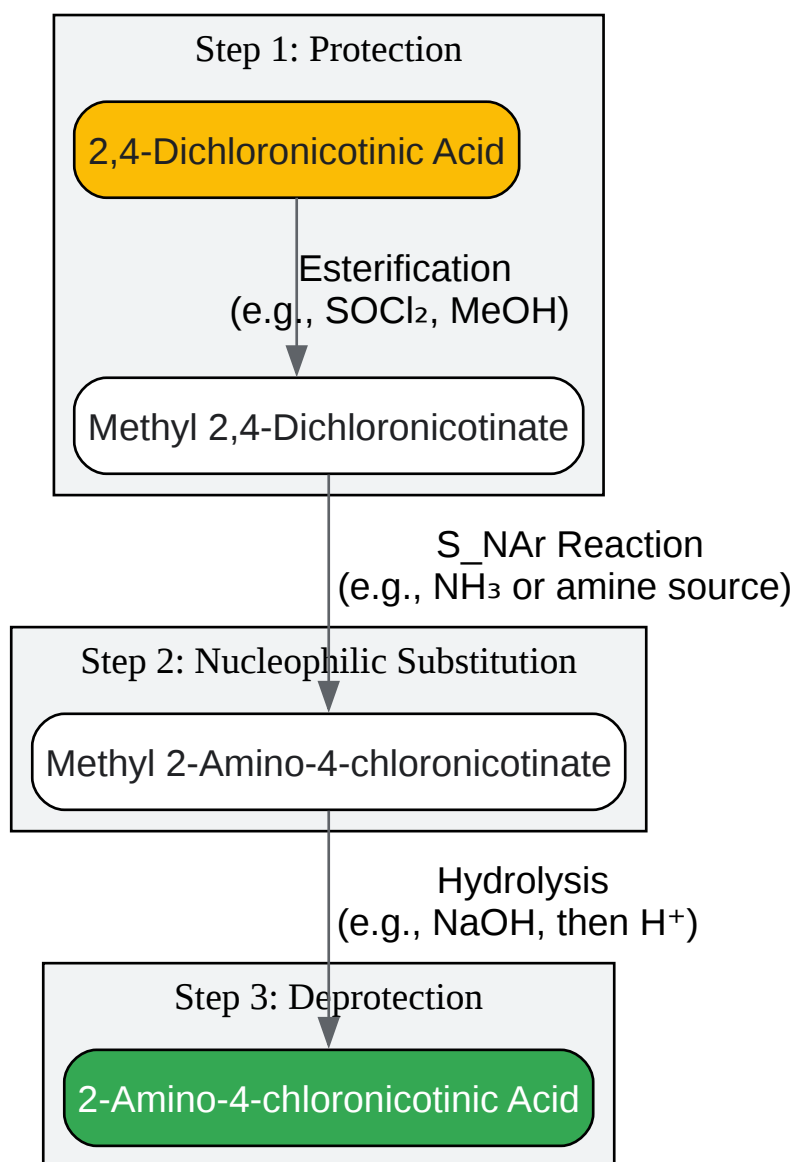 Step 1: Protection
2,4-Dichloronicotinic Acid
Esterification
(e.g., SOCl₂, MeOH)
Methyl 2,4-Dichloronicotinate
S_NAr Reaction
(e.g., NH₃ or amine source)
Step 2: Nucleophilic Substitution
Methyl 2-Amino-4-chloronicotinate
Hydrolysis
(e.g., NaOH, then H⁺)
Step 3: Deprotection
2-Amino-4-chloronicotinic Acid